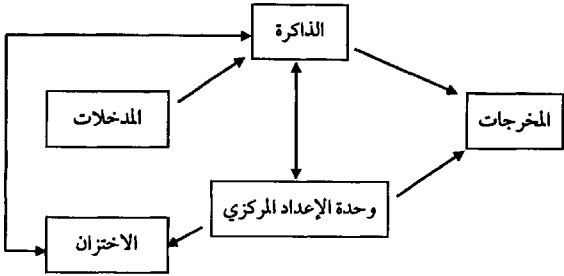 الذاكرة
المدخلات
المخرجات
وحدة الإعداد المركزي
الاختزان